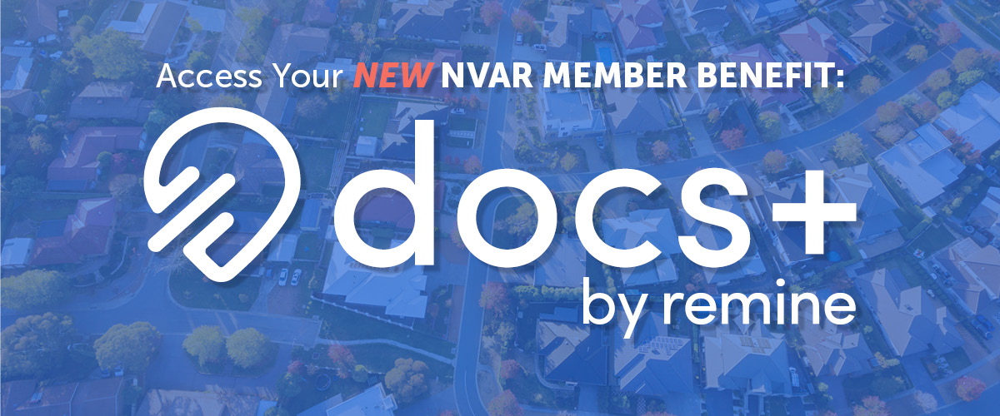 Access Your NEW NVAR MEMBER BENEFIT:
docs+
by remine